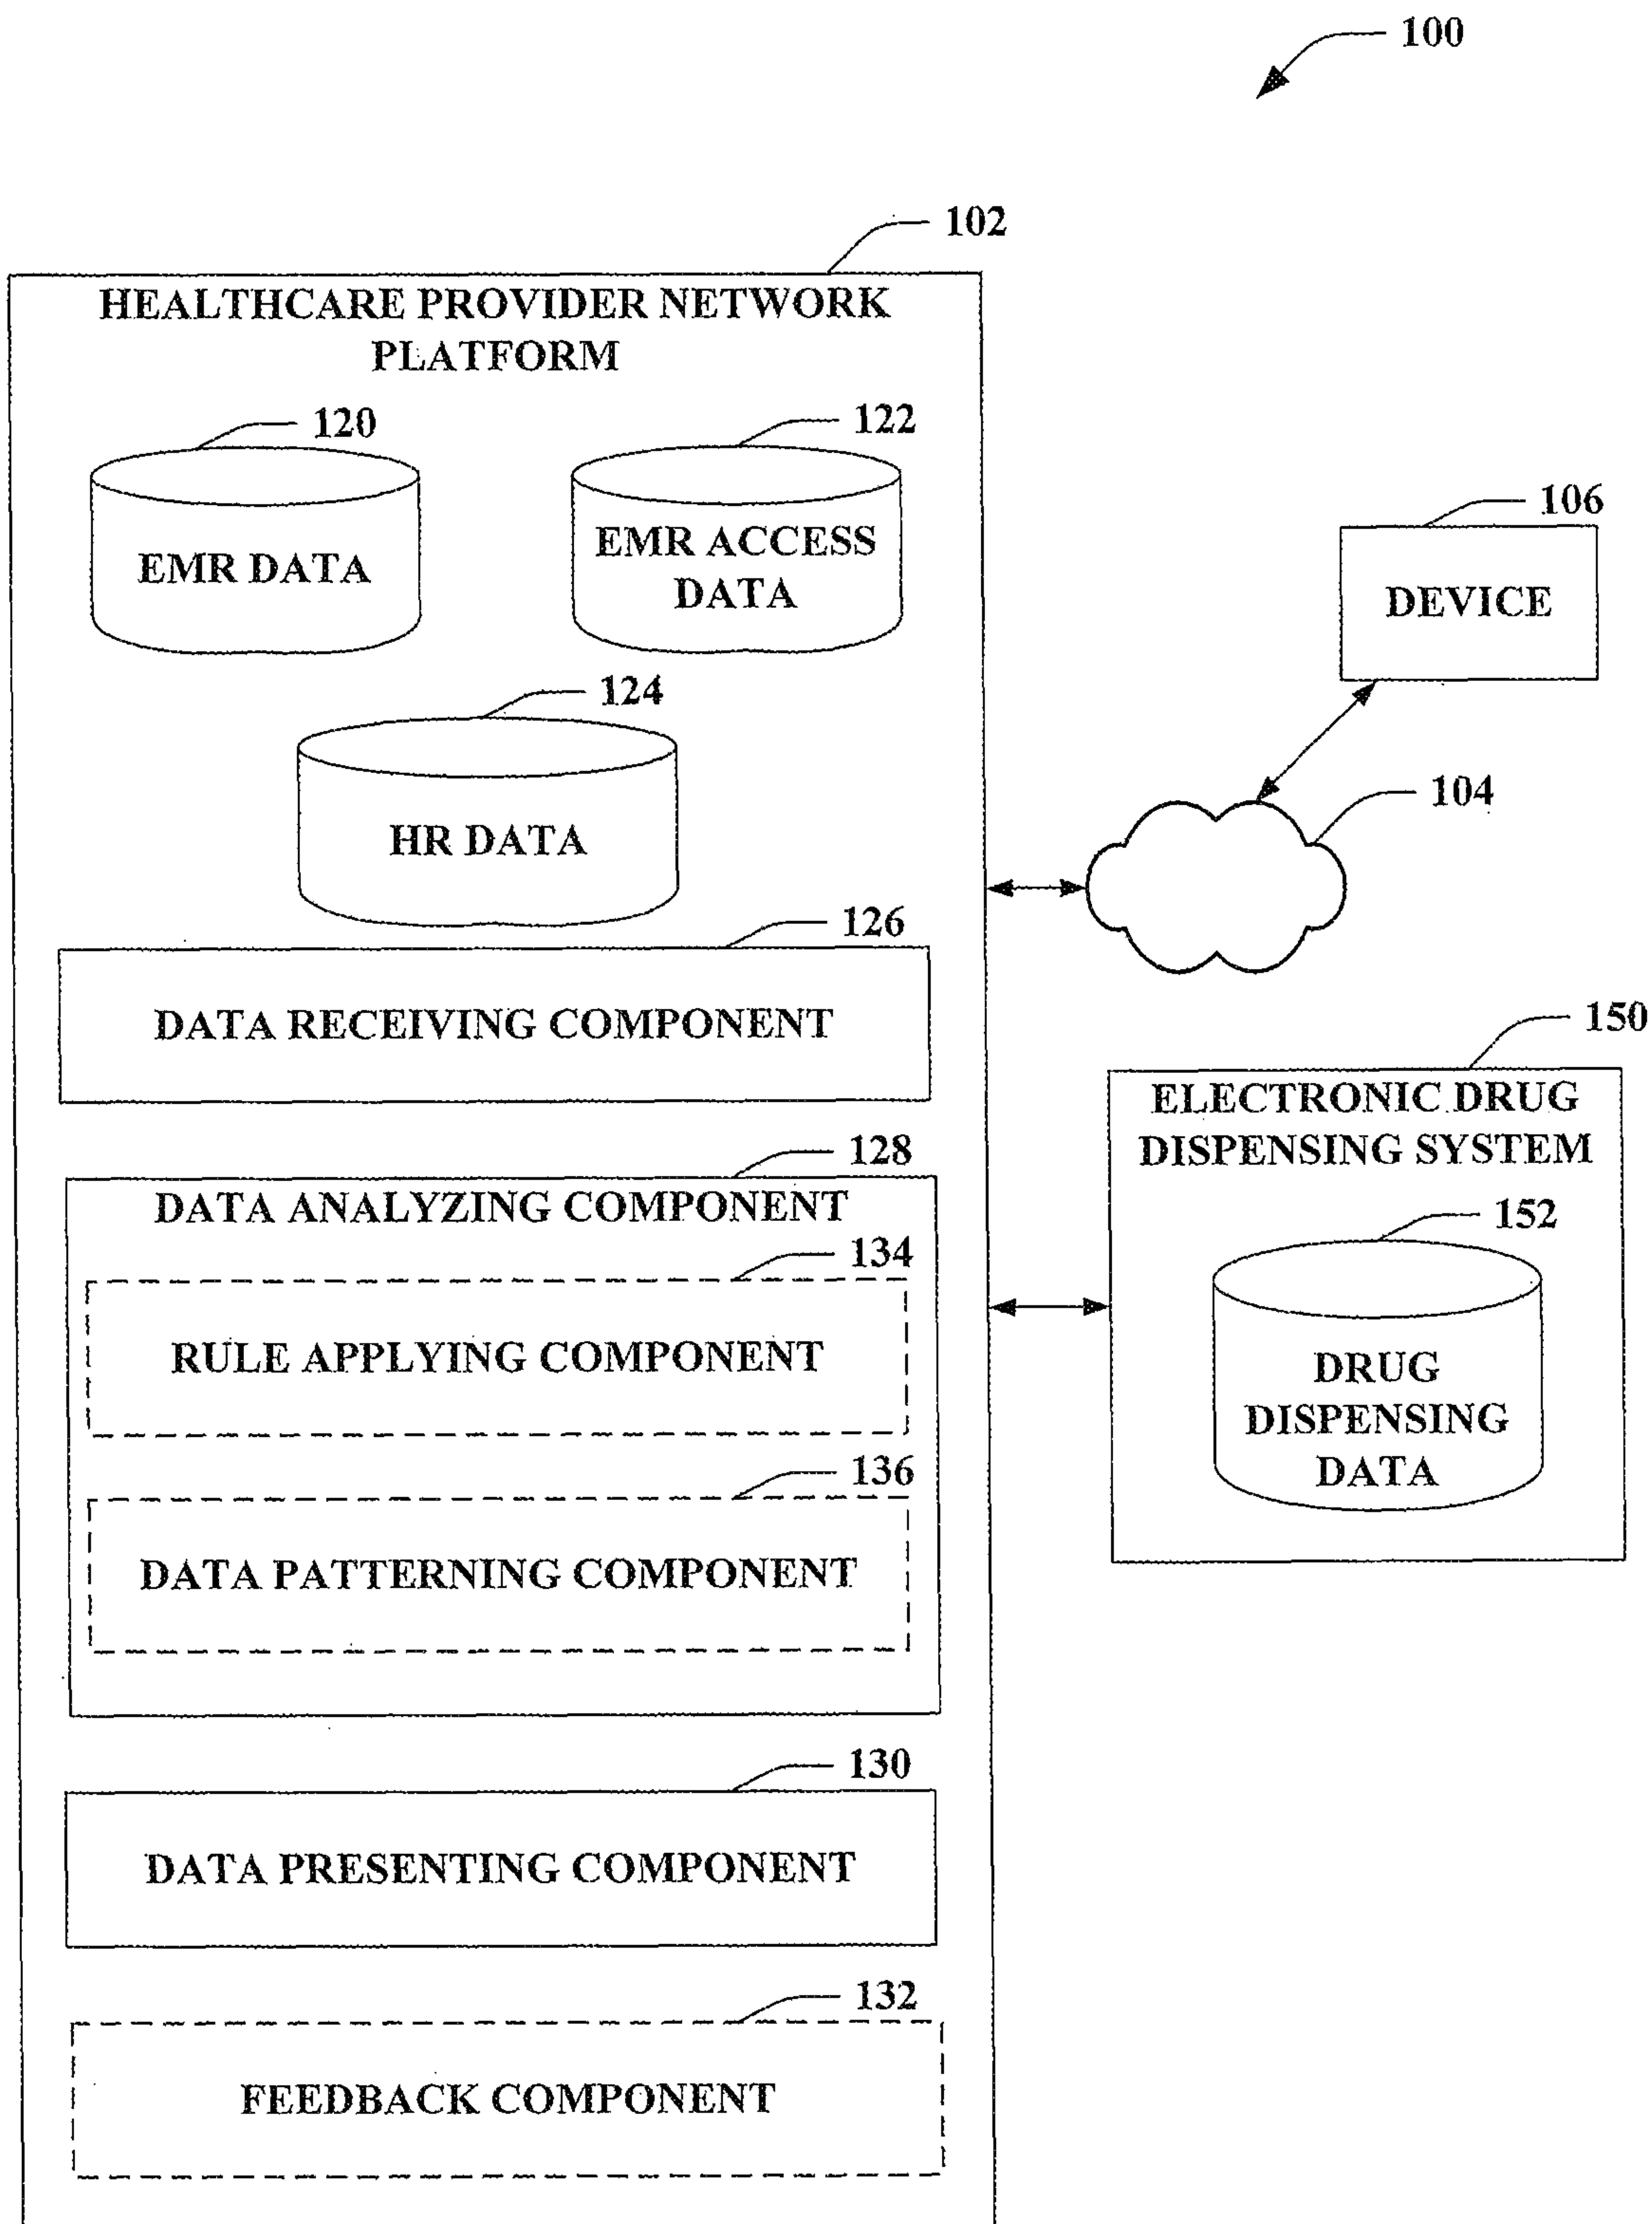 100
102
HEALTHCARE PROVIDER NETWORK
PLATFORM
120
122
EMR DATA
EMR ACCESS
DATA
106
DEVICE
124
HR DATA
104
126
DATA RECEIVING COMPONENT
150
ELECTRONIC DRUG
DISPENSING SYSTEM
152
DRUG
DISPENSING
DATA
128
DATA ANALYZING COMPONENT
134
RULE APPLYING COMPONENT
136
DATA PATTERNING COMPONENT
130
DATA PRESENTING COMPONENT
132
FEEDBACK COMPONENT